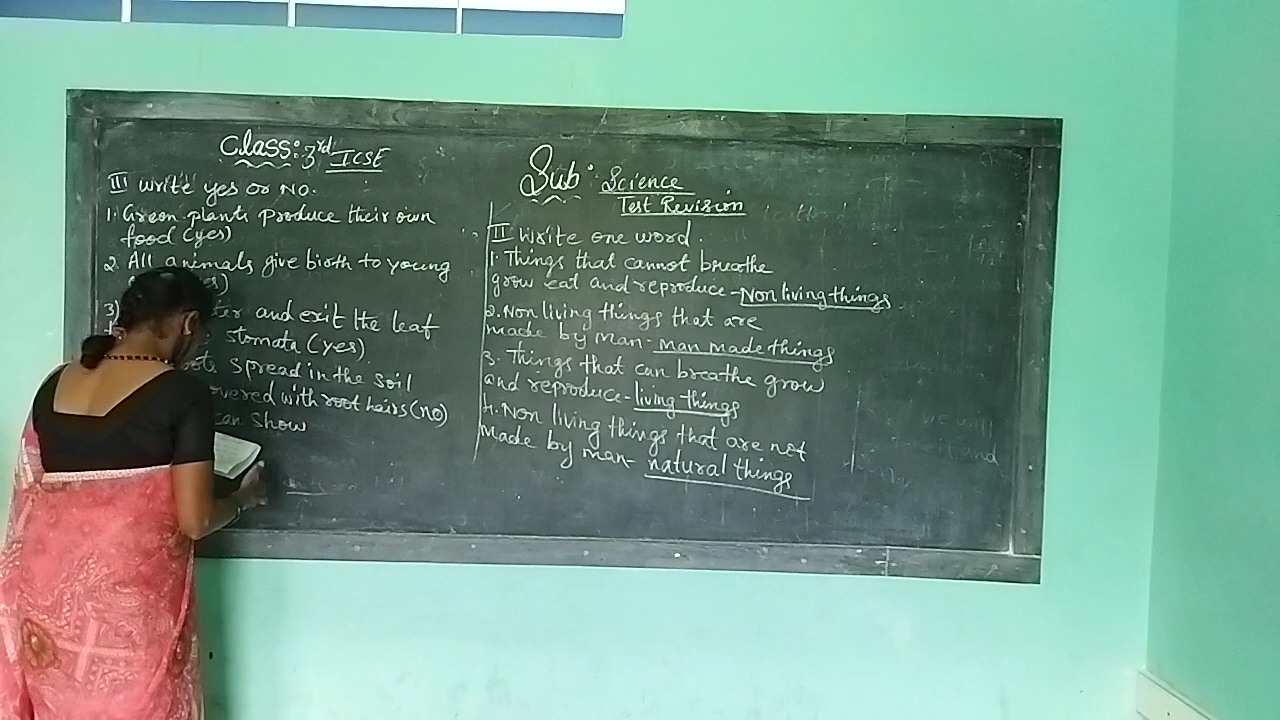 Class: 3rd ICSE
III Write yes or No.
1. Green plants produce their own
food (yes)
2. All animals give birth to young
3)
and exit the leaf
stomata (yes)
spread in the soil
with root hairs (no)
can show
Sub: Science
Test Revision
II Write one word.
1. Things that cannot breathe
grow eat and reproduce - Non living things
2. Non living things that are
made by man - man made things
3. Things that can breathe grow
and reproduce - living things
4. Non living things that are not
made by man - natural things